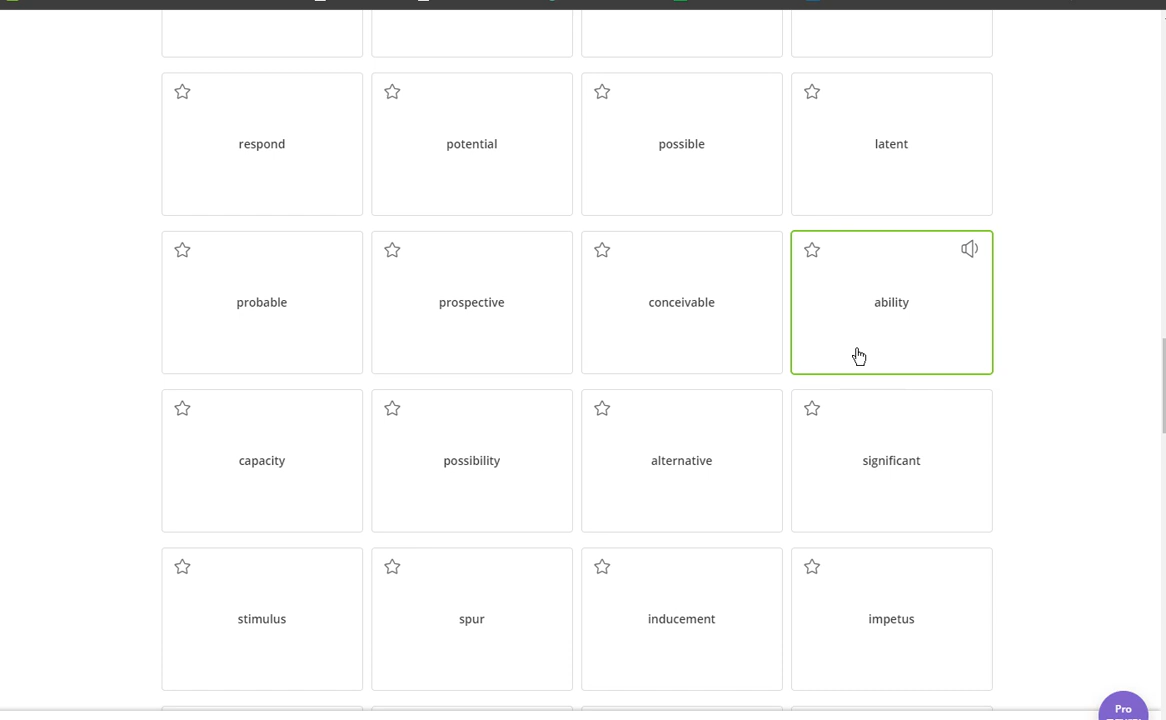 respond
potential
possible
latent
probable
prospective
conceivable
ability
capacity
possibility
alternative
significant
stimulus
spur
inducement
impetus
Pro